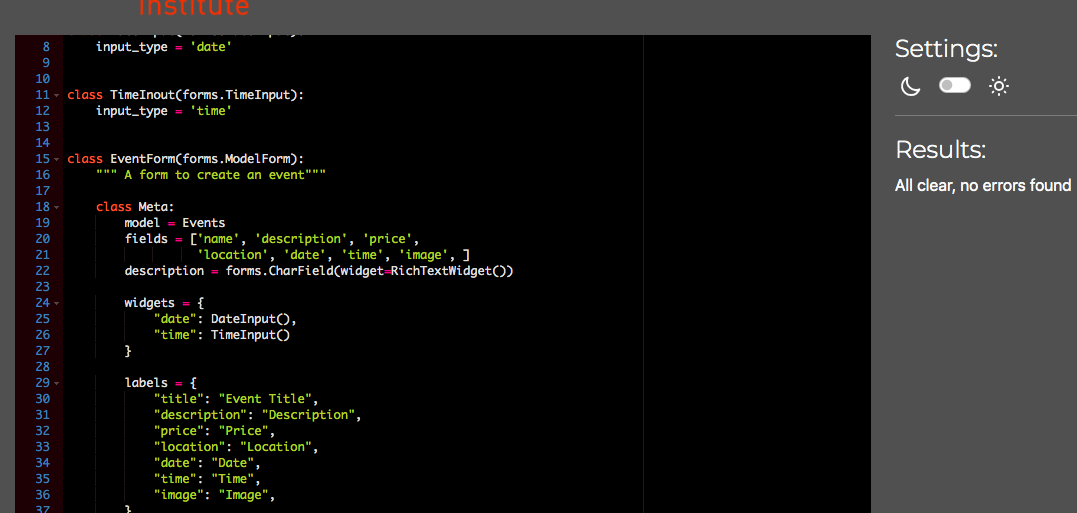 Institute
8 input_type = 'date'
9
10
11 class TimeInout(forms.TimeInput):
12 input_type = 'time'
13
14
15 class EventForm(forms.ModelForm):
16 """ A form to create an event"""
17
18 class Meta:
19 model = Events
20 fields = ['name', 'description', 'price',
21 'location', 'date', 'time', 'image', ]
22 description = forms.CharField(widget=RichTextWidget())
23
24 widgets = {
25 "date": DateInput(),
26 "time": TimeInput()
27 }
28
29 labels = {
30 "title": "Event Title",
31 "description": "Description",
32 "price": "Price",
33 "location": "Location",
34 "date": "Date",
35 "time": "Time",
36 "image": "Image",
37 }
Settings:
Results:
All clear, no errors found